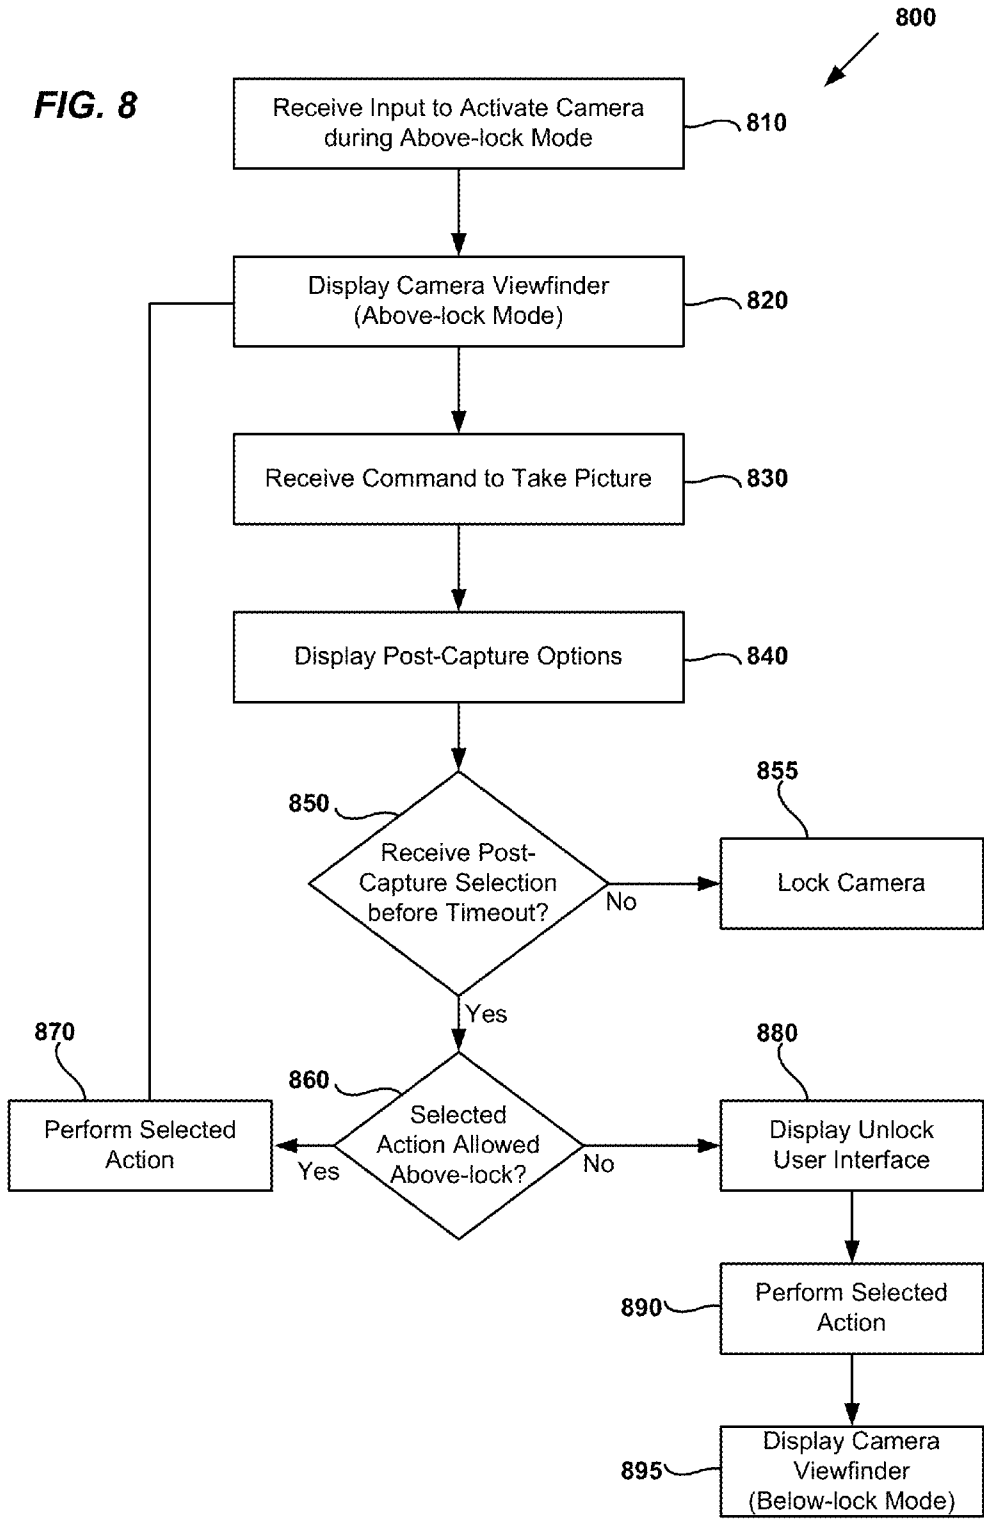 800
FIG. 8
Receive Input to Activate Camera
during Above-lock Mode
810
Display Camera Viewfinder
(Above-lock Mode)
820
Receive Command to Take Picture
830
Display Post-Capture Options
840
850
Receive Post-
Capture Selection
before Timeout?
No
855
Lock Camera
Yes
860
Selected
Action Allowed
Above-lock?
Yes
No
870
Perform Selected
Action
880
Display Unlock
User Interface
890
Perform Selected
Action
895
Display Camera
Viewfinder
(Below-lock Mode)